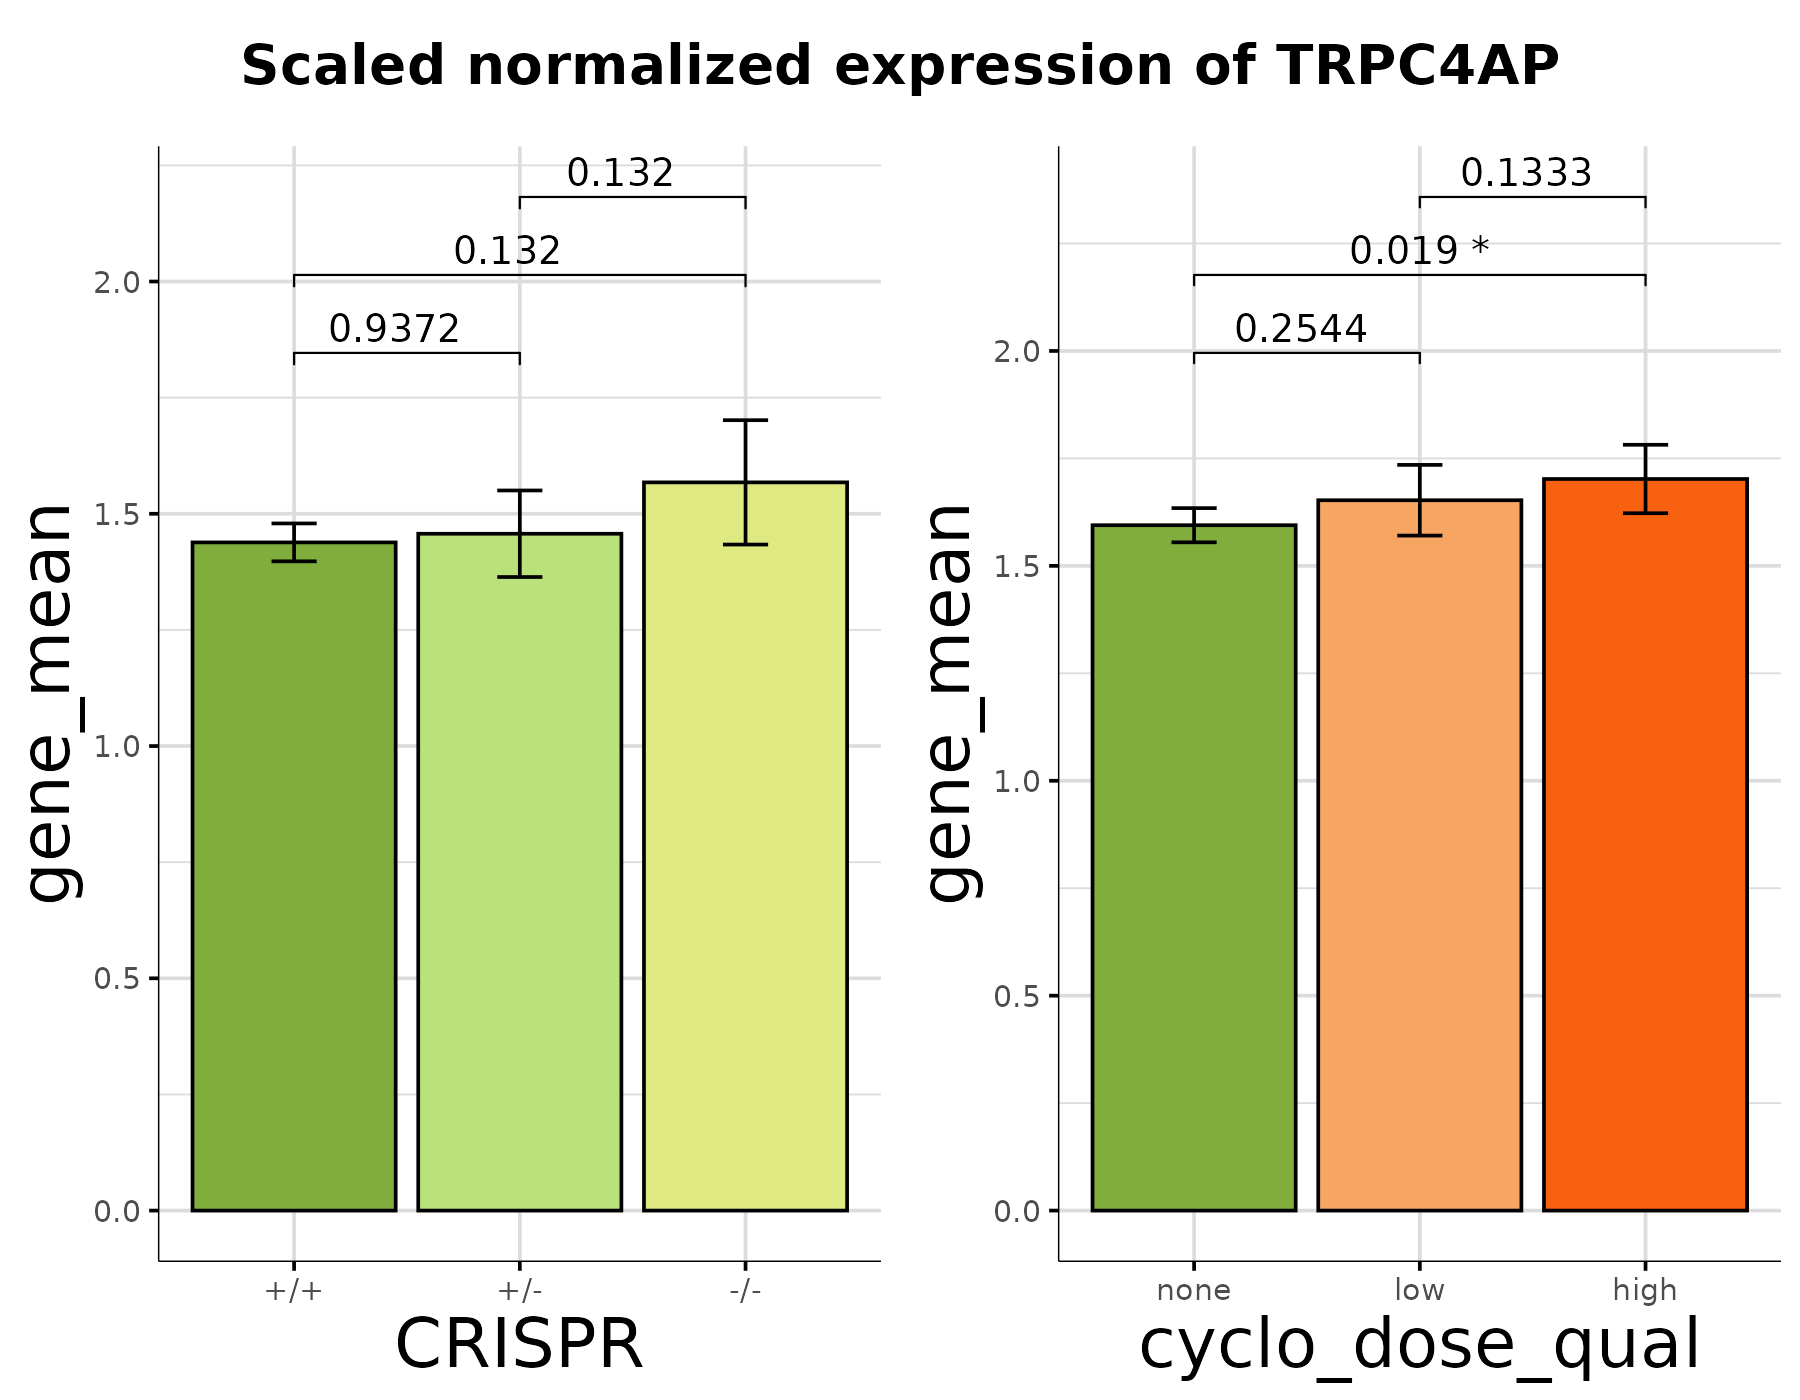 Scaled normalized expression of TRPC4AP
gene_mean
2.0
1.5
1.0
0.5
0.0
0.132
0.132
0.9372
+/+
+/-
-/-
CRISPR
gene_mean
2.0
1.5
1.0
0.5
0.0
0.1333
0.019 *
0.2544
none
low
high
cyclo_dose_qual